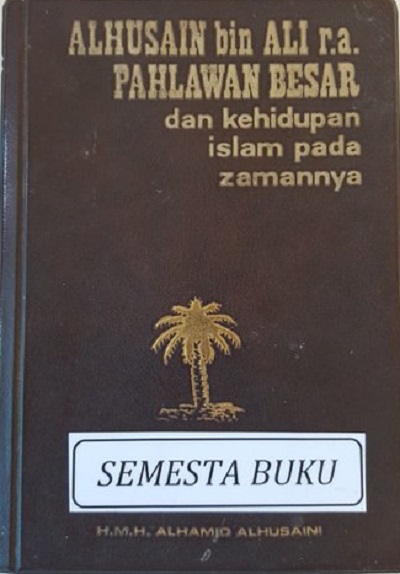 ALHUSAIN bin ALI r.a.
PAHLAWAN BESAR
dan kehidupan
islam pada
zamannya
SEMESTA BUKU
H.M.H. ALHAMID ALHUSAINI